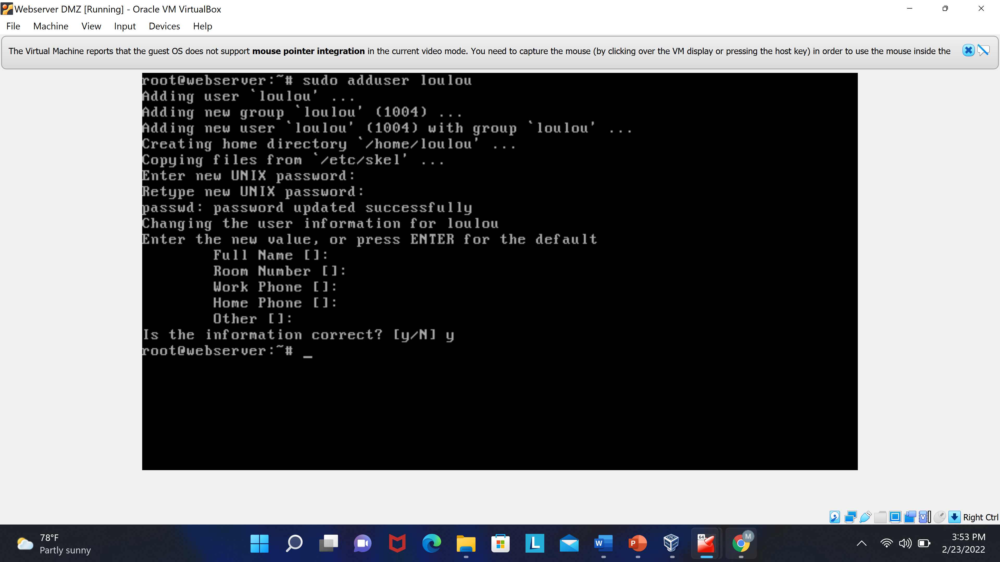 Webserver DMZ [Running] - Oracle VM VirtualBox
File Machine View Input Devices Help
The Virtual Machine reports that the guest OS does not support mouse pointer integration in the current video mode. You need to capture the mouse (by clicking over the VM display or pressing the host key) in order to use the mouse inside the
root@webserver:~# sudo adduser loulou
Adding user `loulou' ...
Adding new group `loulou' (1004) ...
Adding new user `loulou' (1004) with group `loulou' ...
Creating home directory `/home/loulou' ...
Copying files from `/etc/skel' ...
Enter new UNIX password:
Retype new UNIX password:
passwd: password updated successfully
Changing the user information for loulou
Enter the new value, or press ENTER for the default
Full Name []:
Room Number []:
Work Phone []:
Home Phone []:
Other []:
Is the information correct? [y/N] y
root@webserver:~# _
Right Ctrl
78°F
Partly sunny
L
W
P
64
M
3:53 PM
2/23/2022